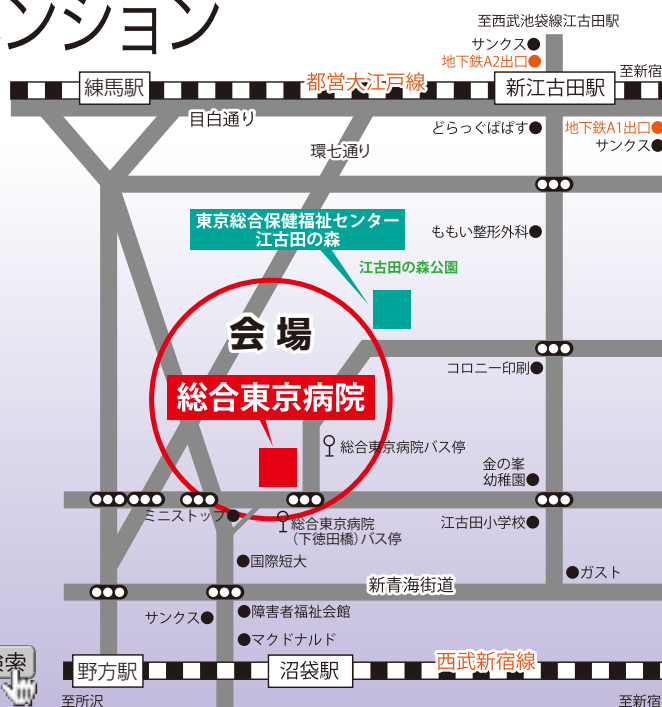 ンション
至西武池袋線江古田駅
サンクス
地下鉄A2出口
都営大江戸線
至新宿
練馬駅
新江古田駅
目白通り
どらっぐぱぱす
地下鉄A1出口
サンクス
環七通り
東京総合保健福祉センター
江古田の森
ももい整形外科
江古田の森公園
会場
コロニー印刷
総合東京病院
総合東京病院バス停
金の峯
幼稚園
ミニストップ
総合東京病院
(下徳田橋)バス停
江古田小学校
国際短大
ガスト
新青海街道
障害者福祉会館
サンクス
マクドナルド
検索
野方駅
沼袋駅
西武新宿線
至所沢
至新宿